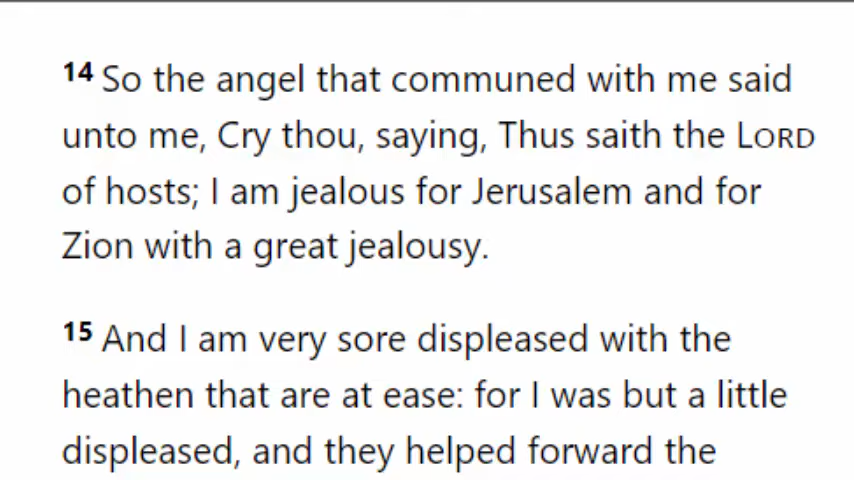 14 So the angel that communed with me said
unto me, Cry thou, saying, Thus saith the LORD
of hosts; I am jealous for Jerusalem and for
Zion with a great jealousy.
15 And I am very sore displeased with the
heathen that are at ease: for I was but a little
displeased, and they helped forward the